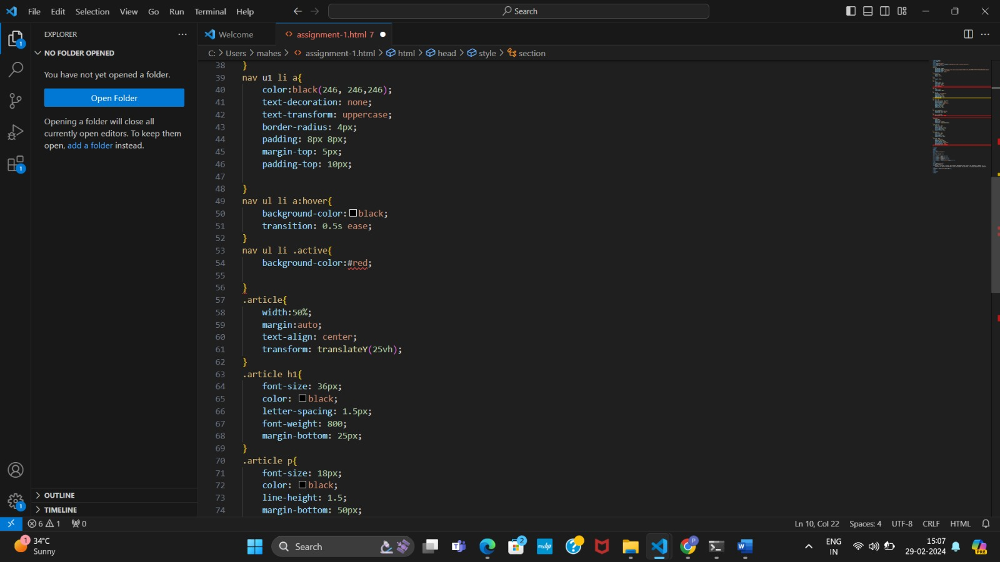 File Edit Selection View Go Run Terminal Help
Search
EXPLORER
Welcome
assignment-1.html 7
NO FOLDER OPENED
C: > Users > mahes > assignment-1.html > html > head > style > section
You have not yet opened a folder.
Open Folder
Opening a folder will close all
currently open editors. To keep them
open, add a folder instead.
38 }
39 nav u1 li a{
40 color:black(246, 246,246);
41 text-decoration: none;
42 text-transform: uppercase;
43 border-radius: 4px;
44 padding: 8px 8px;
45 margin-top: 5px;
46 padding-top: 10px;
47
48 }
49 nav ul li a:hover{
50 background-color:black;
51 transition: 0.5s ease;
52 }
53 nav ul li .active{
54 background-color:#red;
55
56 }
57 .article{
58 width:50%;
59 margin:auto;
60 text-align: center;
61 transform: translateY(25vh);
62 }
63 .article h1{
64 font-size: 36px;
65 color: black;
66 letter-spacing: 1.5px;
67 font-weight: 800;
68 margin-bottom: 25px;
69 }
70 .article p{
71 font-size: 18px;
72 color: black;
73 line-height: 1.5;
74 margin-bottom: 50px;
1
1
1
OUTLINE
TIMELINE
6 1 0
Ln 10, Col 22 Spaces: 4 UTF-8 CRLF HTML
1
34°C
Sunny
Search
2
myhp
P
W
ENG
IN
15:07
29-02-2024
PRE